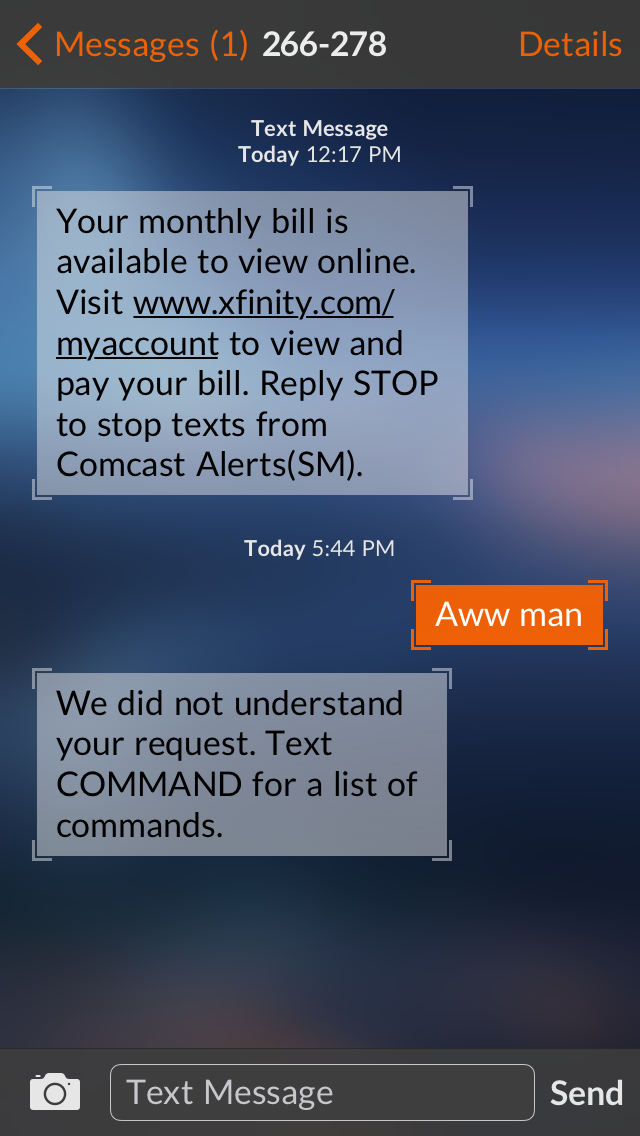 Messages (1) 266-278 Details
Text Message
Today 12:17 PM
Your monthly bill is
available to view online.
Visit www.xfinity.com/
myaccount to view and
pay your bill. Reply STOP
to stop texts from
Comcast Alerts(SM).
Today 5:44 PM
Aww man
We did not understand
your request. Text
COMMAND for a list of
commands.
Text Message Send